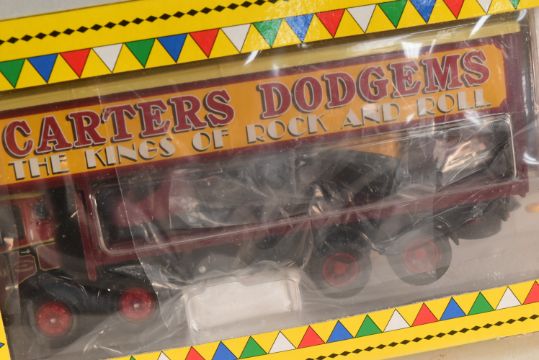 CARTERS DODGEMS
THE KINGS OF ROCK AND ROLL